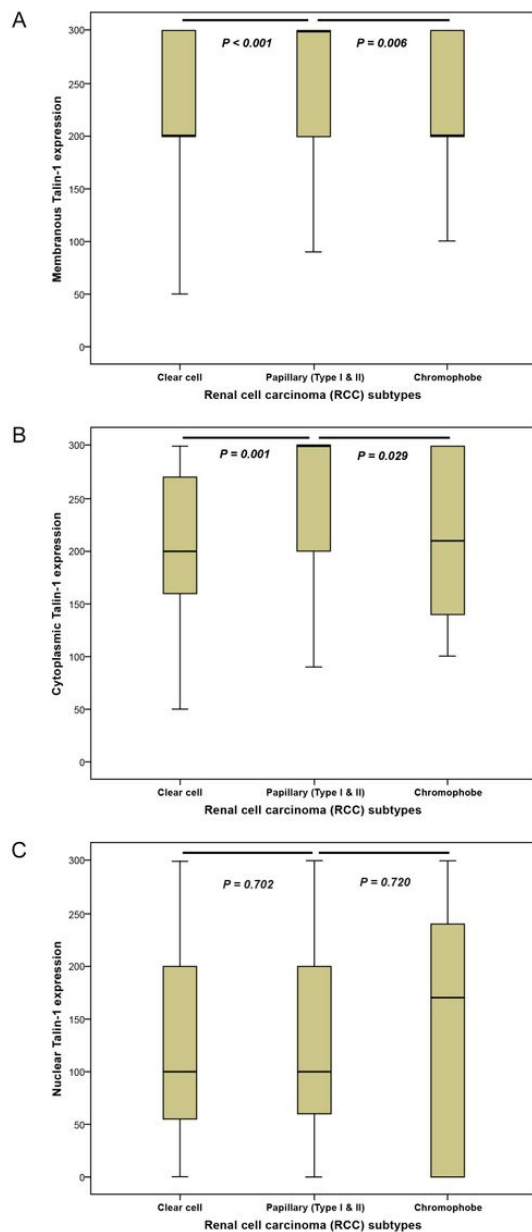 A
P < 0.001
P = 0.006
300
250
200
150
100
50
0
Membranous Talin-1 expression
Clear cell
Papillary (Type I & II)
Chromophobe
Renal cell carcinoma (RCC) subtypes
B
P = 0.001
P = 0.029
300
250
200
150
100
50
0
Cytoplasmic Talin-1 expression
Clear cell
Papillary (Type I & II)
Chromophobe
Renal cell carcinoma (RCC) subtypes
C
P = 0.702
P = 0.720
300
250
200
150
100
50
0
Nuclear Talin-1 expression
Clear cell
Papillary (Type I & II)
Chromophobe
Renal cell carcinoma (RCC) subtypes